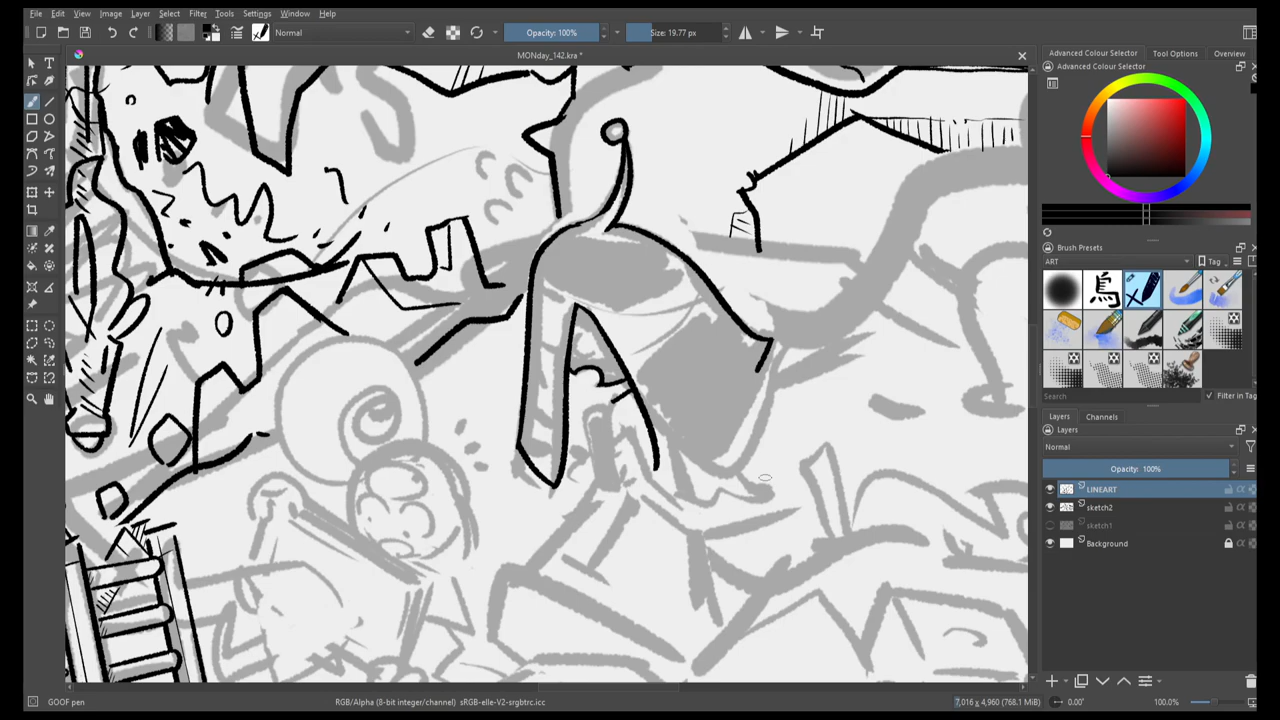 File Edit View Image Layer Select Filter Tools Settings Window Help
Normal Opacity: 100% Size: 19.77 px
MONday_142.kra *
Advanced Colour Selector Tool Options Overview
Advanced Colour Selector
Brush Presets
ART Tag
鳥
Search Filter in Tag
Layers Channels
Layers
Normal
Opacity: 100%
LINEART
sketch2
sketch1
Background
GOOF pen RGB/Alpha (8-bit integer/channel) sRGB-elle-V2-srgbtrc.icc 7,016 x 4,960 (768.1 MiB) 0.00° 100.0%